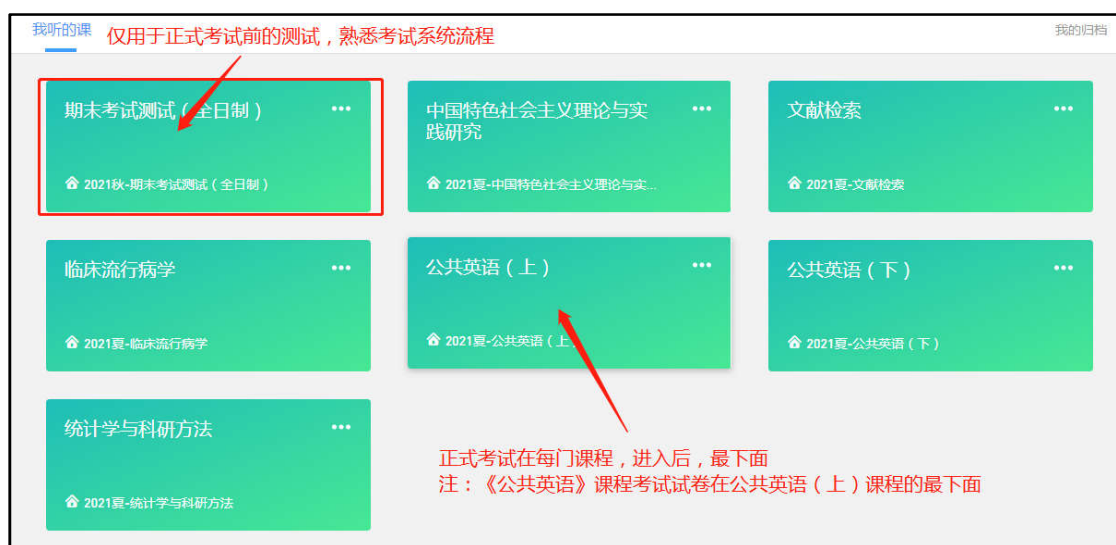 我听的课
仅用于正式考试前的测试，熟悉考试系统流程
我的归档
期末考试测试（全日制）
2021秋-期末考试测试（全日制）
中国特色社会主义理论与实
践研究
2021夏-中国特色社会主义理论与实...
文献检索
2021夏-文献检索
临床流行病学
2021夏-临床流行病学
公共英语（上）
2021夏-公共英语（上）
公共英语（下）
2021夏-公共英语（下）
统计学与科研方法
2021夏-统计学与科研方法
正式考试在每门课程，进入后，最下面
注：《公共英语》课程考试试卷在公共英语（上）课程的最下面